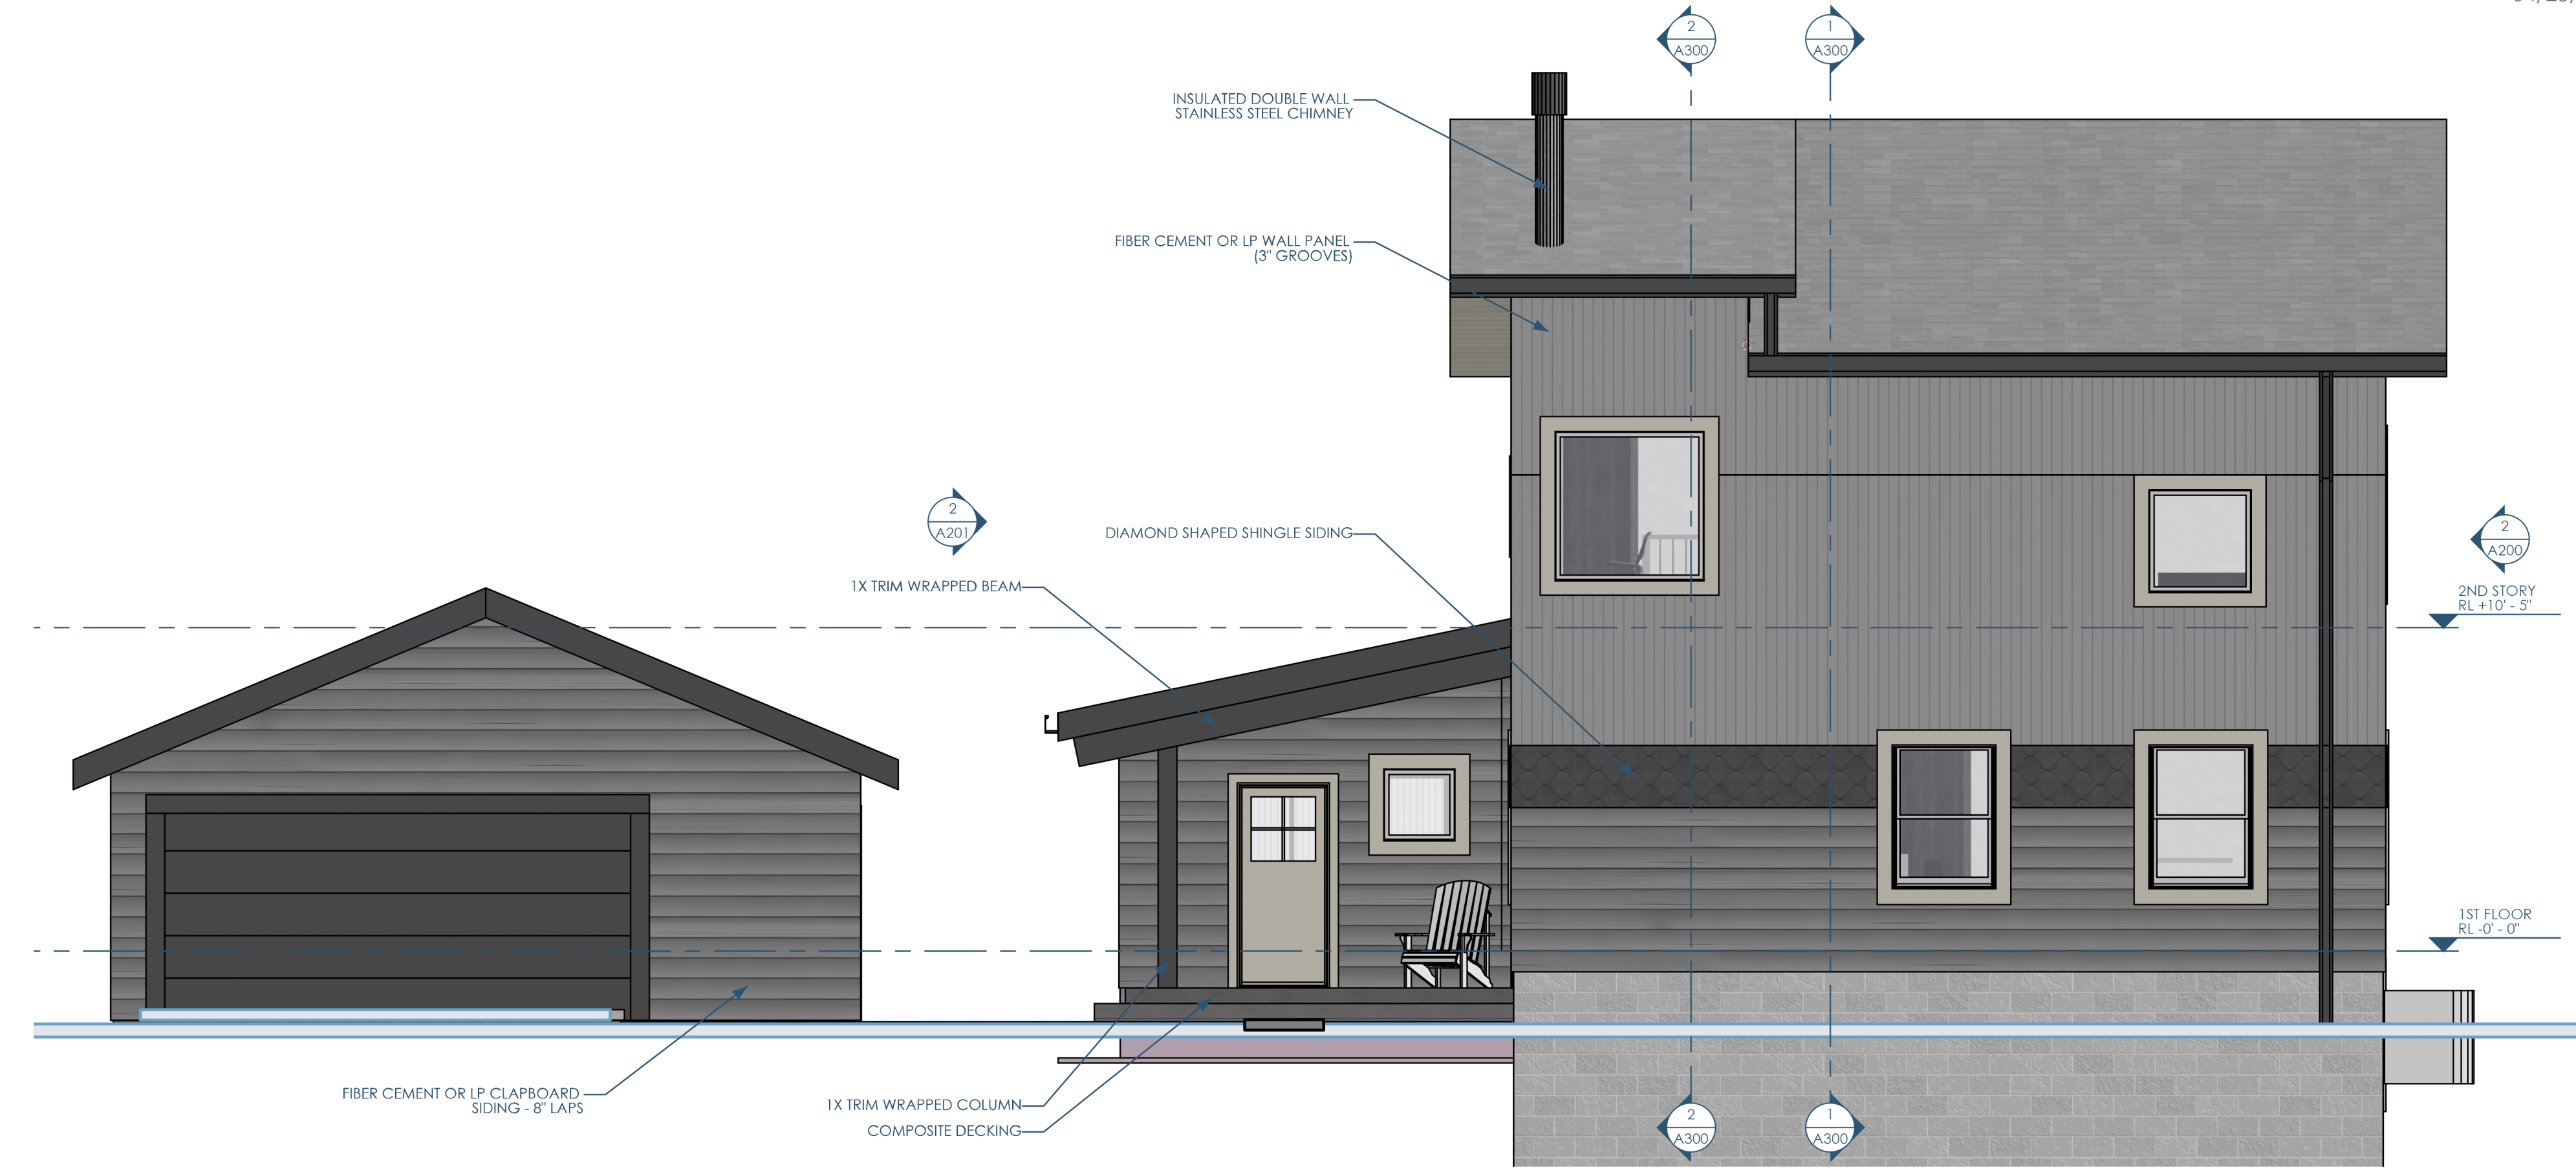 2
A300
1
A300
INSULATED DOUBLE WALL
STAINLESS STEEL CHIMNEY
FIBER CEMENT OR LP WALL PANEL
(3" GROOVES)
2
A201
DIAMOND SHAPED SHINGLE SIDING
2
A200
1X TRIM WRAPPED BEAM
2ND STORY
RL +10' - 5"
1ST FLOOR
RL -0' - 0"
FIBER CEMENT OR LP CLAPBOARD
SIDING - 8" LAPS
1X TRIM WRAPPED COLUMN
COMPOSITE DECKING
2
A300
1
A300